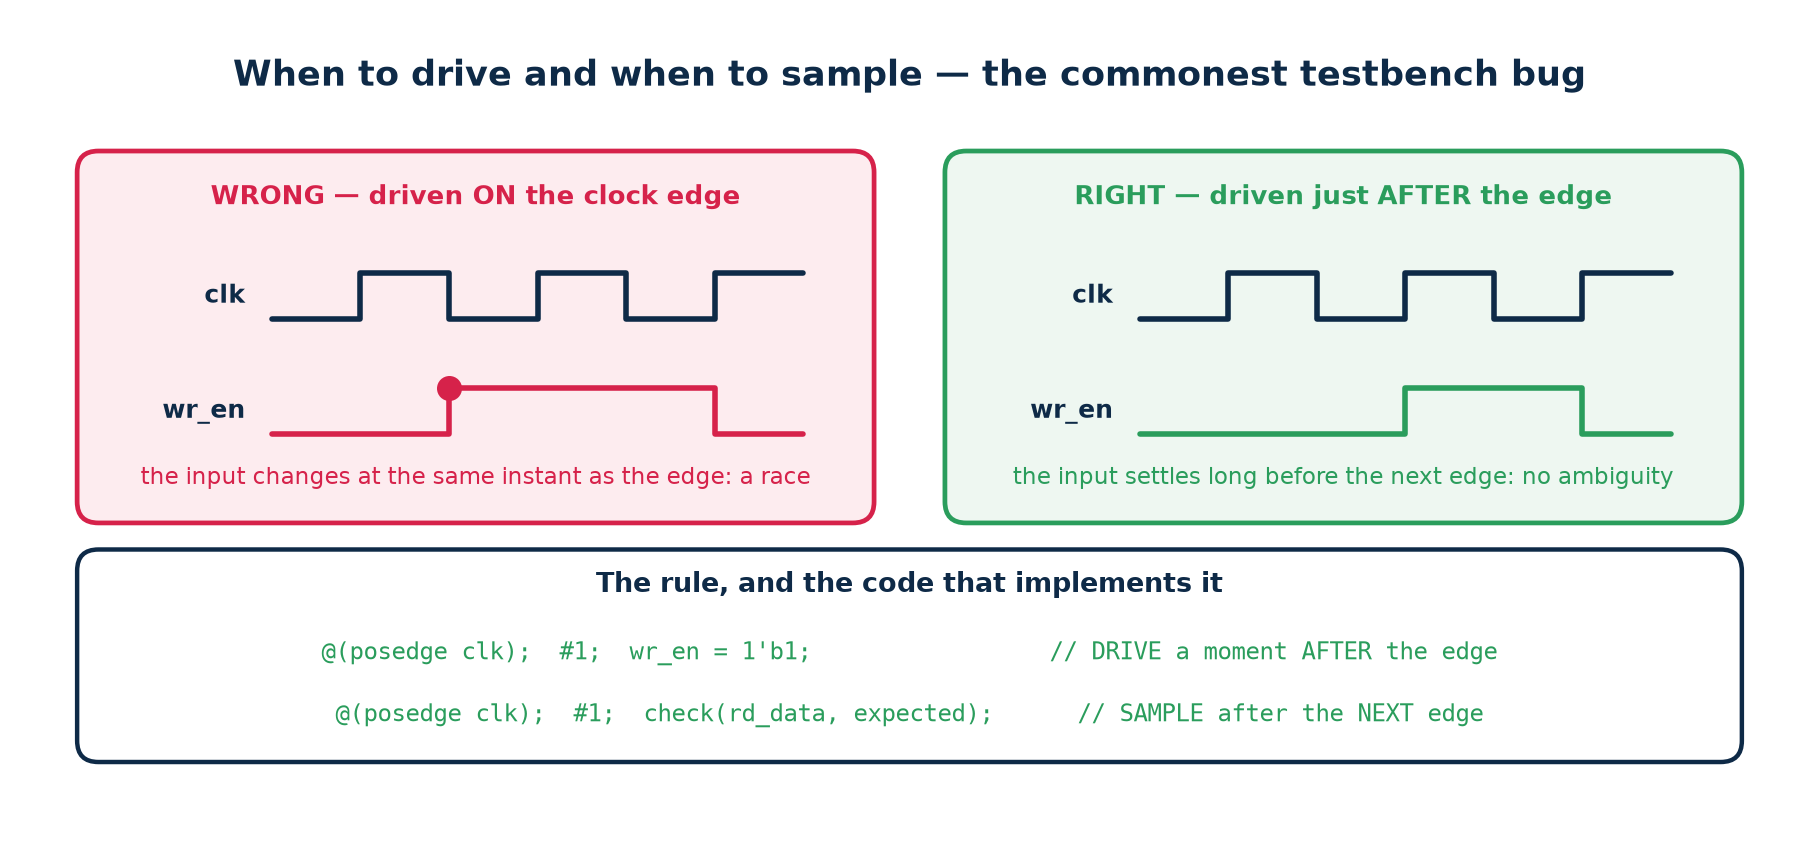 When to drive and when to sample — the commonest testbench bug
WRONG — driven ON the clock edge
clk
wr_en
the input changes at the same instant as the edge: a race
RIGHT — driven just AFTER the edge
clk
wr_en
the input settles long before the next edge: no ambiguity
The rule, and the code that implements it
@(posedge clk);  #1;  wr_en = 1'b1;                 // DRIVE a moment AFTER the edge
@(posedge clk);  #1;  check(rd_data, expected);      // SAMPLE after the NEXT edge